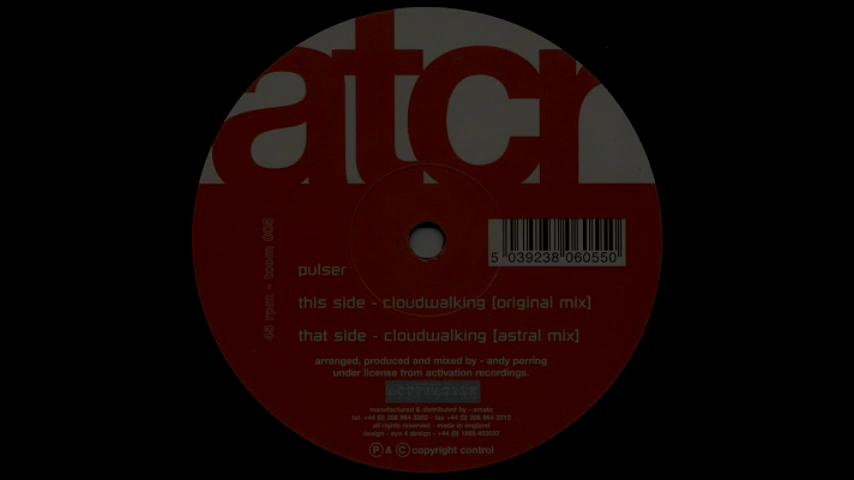 atcr
45 rpm - toom 005
5 039238 060550
pulser
this side - cloudwalking [original mix]
that side - cloudwalking [astral mix]
arranged, produced and mixed by - andy perring
under license from activation recordings.
manufactured & distributed by - amato
all rights reserved - made in england
design - eye 4 design -
P & C copyright control